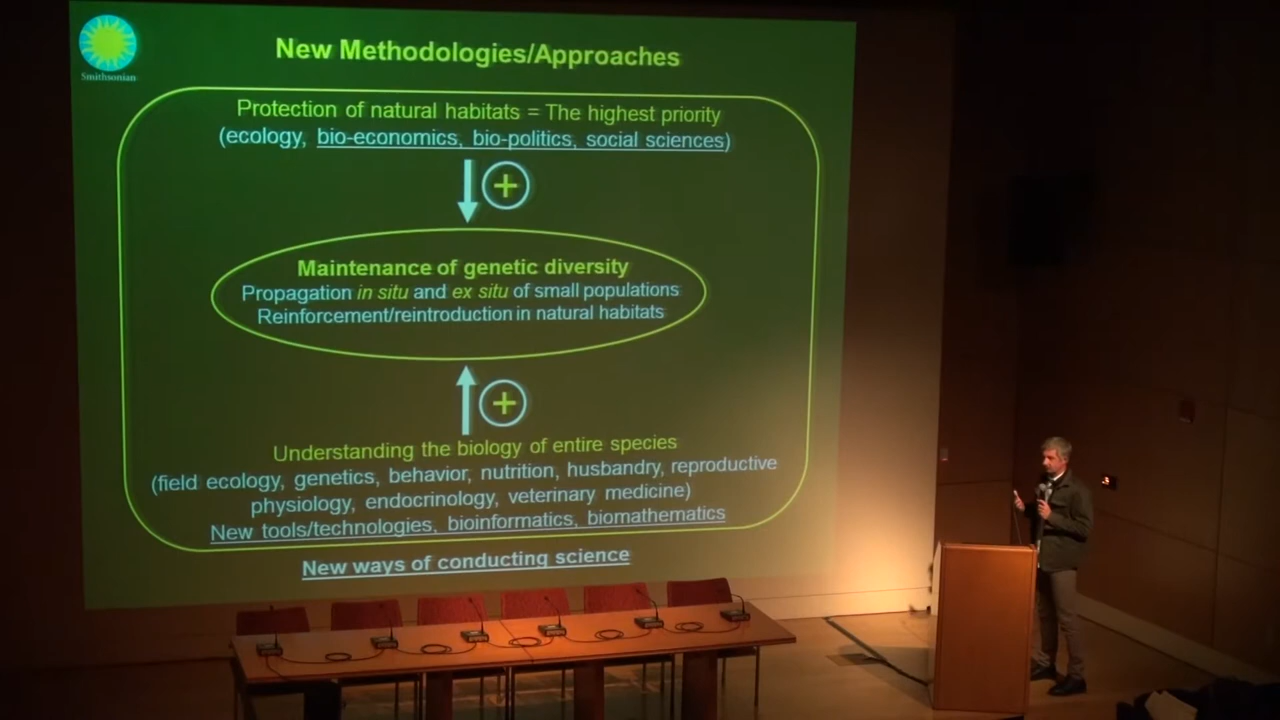 Smithsonian
New Methodologies/Approaches
Protection of natural habitats = The highest priority
(ecology, bio-economics, bio-politics, social sciences)
+
Maintenance of genetic diversity
Propagation in situ and ex situ of small populations
Reinforcement/reintroduction in natural habitats
+
Understanding the biology of entire species
(field ecology, genetics, behavior, nutrition, husbandry, reproductive
physiology, endocrinology, veterinary medicine)
New tools/technologies, bioinformatics, biomathematics
New ways of conducting science